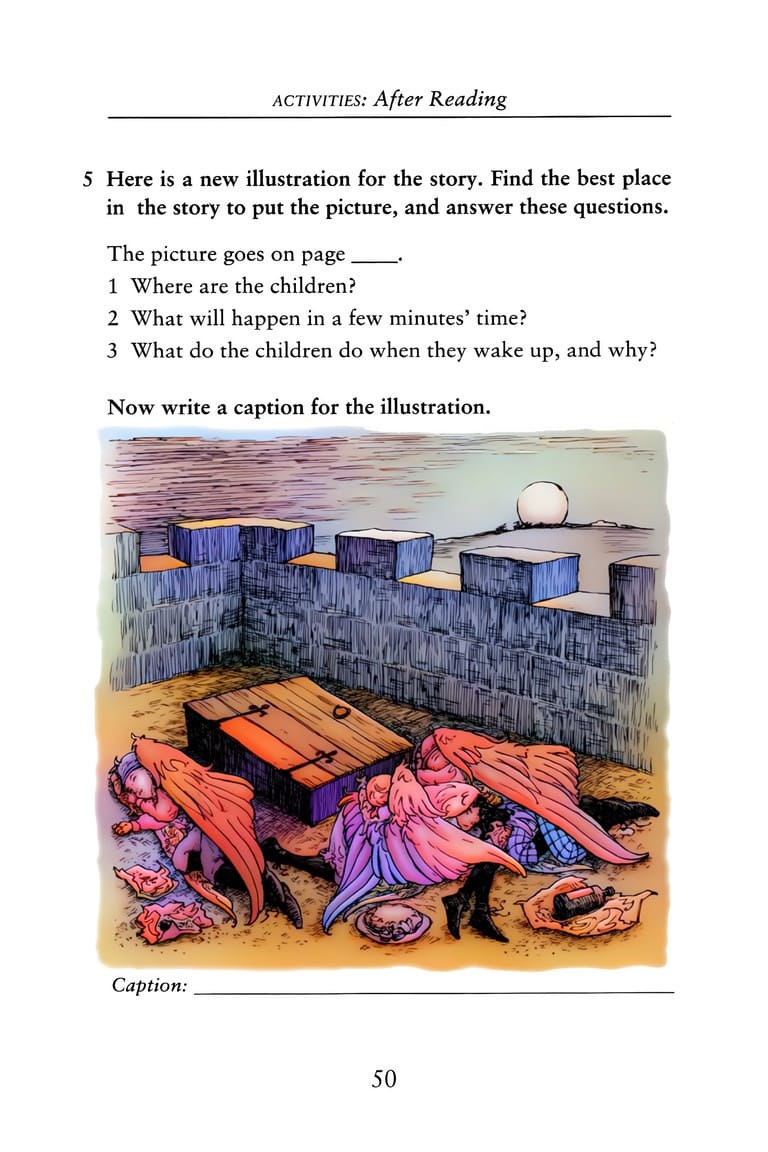 ACTIVITIES: After Reading
5 Here is a new illustration for the story. Find the best place
in the story to put the picture, and answer these questions.
The picture goes on page ____.
1 Where are the children?
2 What will happen in a few minutes’ time?
3 What do the children do when they wake up, and why?
Now write a caption for the illustration.
Caption: ____
50